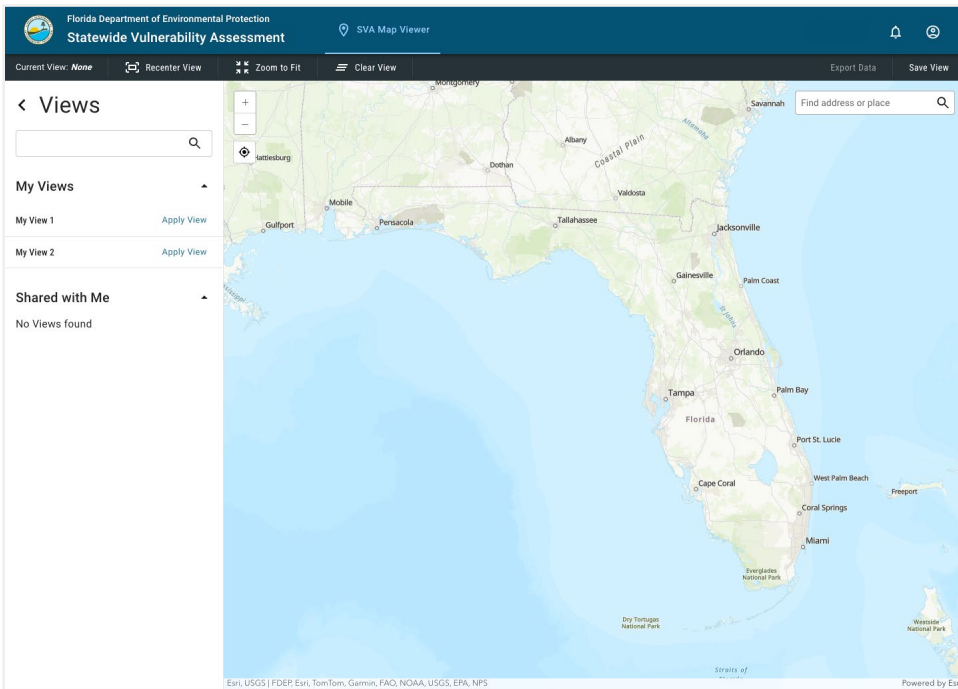 Florida Department of Environmental Protection
Statewide Vulnerability Assessment
SVA Map Viewer
Current View: None
Recenter View
Zoom to Fit
Clear View
Export Data
Save View
Views
My Views
My View 1 Apply View
My View 2 Apply View
Shared with Me
No Views found
+
−
Find address or place
Montgomery
Savannah
Altamaha
Albany
Coastal Plain
Hattiesburg
Dothan
Valdosta
Mobile
Gulfport
Pensacola
Tallahassee
Jacksonville
Gainesville
Palm Coast
Mississippi
St Johns
Orlando
Tampa
Palm Bay
Florida
Port St. Lucie
Cape Coral
West Palm Beach
Freeport
Coral Springs
Miami
Everglades
National Park
Dry Tortugas
National Park
Westside
National Park
Straits of
Esri, USGS | FDEP, Esri, TomTom, Garmin, FAO, NOAA, USGS, EPA, NPS
Powered by Esri